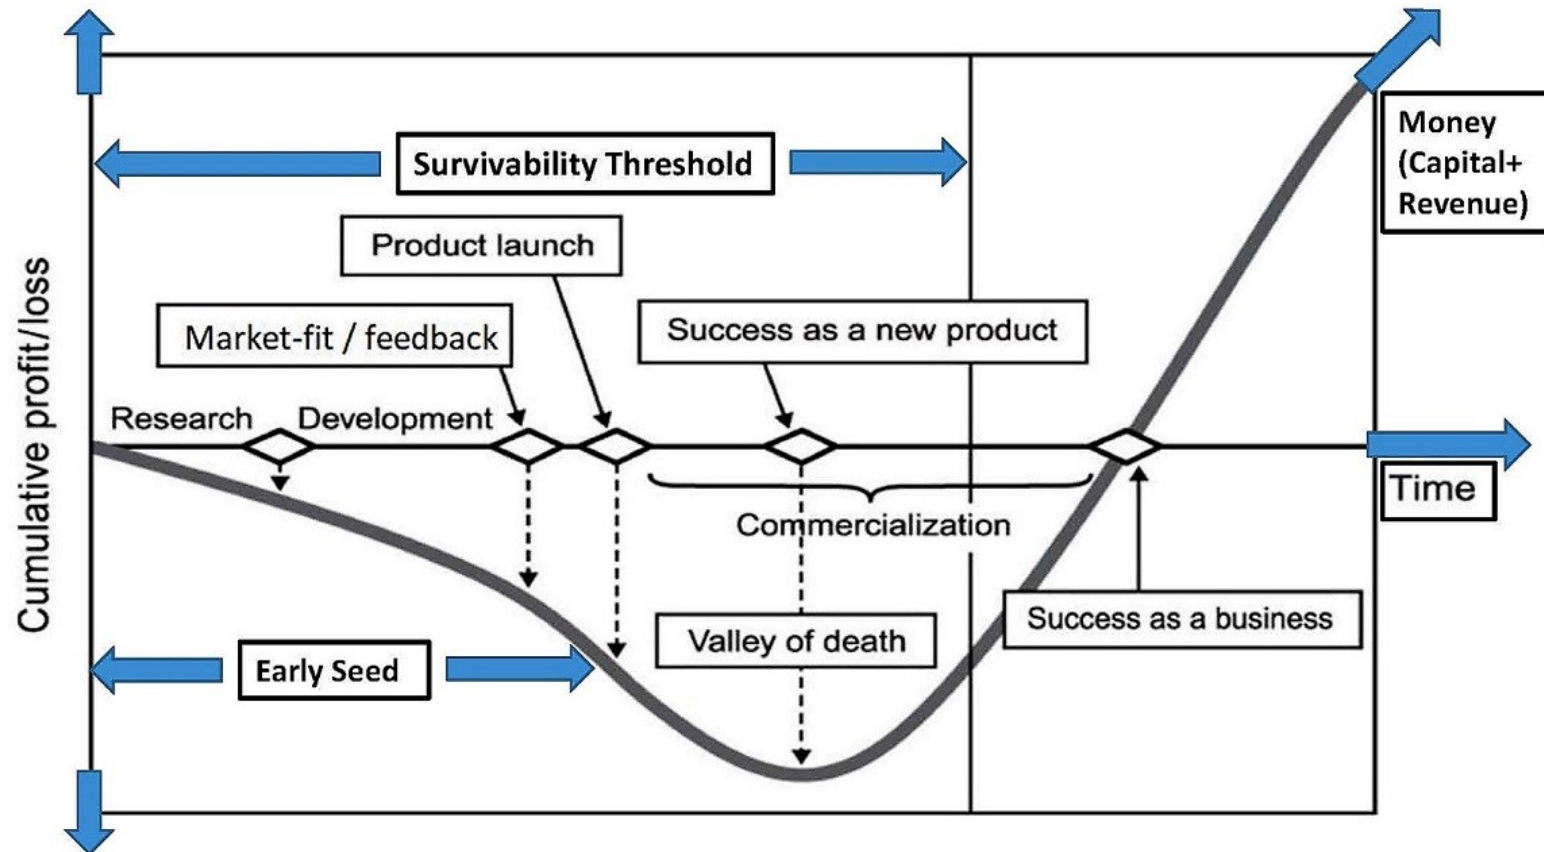 Money
(Capital+
Revenue)
Survivability Threshold
Product launch
Market-fit / feedback
Success as a new product
Research
Development
Cumulative profit/loss
Time
Commercialization
Success as a business
Valley of death
Early Seed